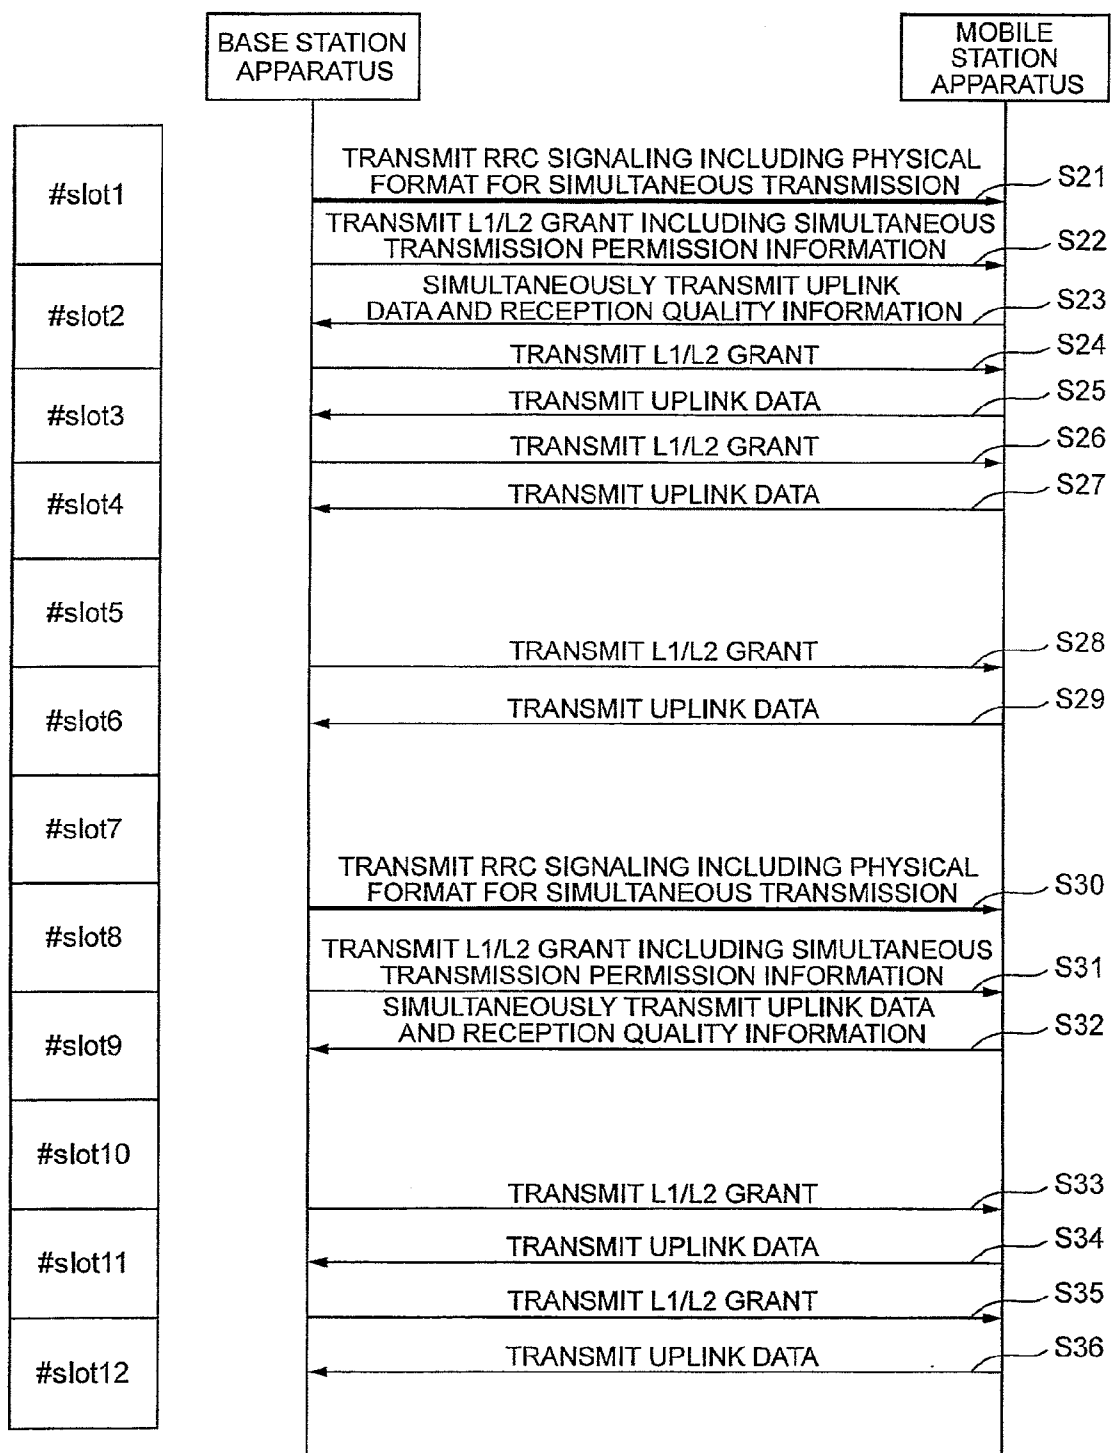 BASE STATION
APPARATUS
MOBILE
STATION
APPARATUS
#slot1
TRANSMIT RRC SIGNALING INCLUDING PHYSICAL
FORMAT FOR SIMULTANEOUS TRANSMISSION
S21
TRANSMIT L1/L2 GRANT INCLUDING SIMULTANEOUS
TRANSMISSION PERMISSION INFORMATION
S22
#slot2
SIMULTANEOUSLY TRANSMIT UPLINK
DATA AND RECEPTION QUALITY INFORMATION
S23
TRANSMIT L1/L2 GRANT
S24
#slot3
TRANSMIT UPLINK DATA
S25
TRANSMIT L1/L2 GRANT
S26
#slot4
TRANSMIT UPLINK DATA
S27
#slot5
TRANSMIT L1/L2 GRANT
S28
#slot6
TRANSMIT UPLINK DATA
S29
#slot7
TRANSMIT RRC SIGNALING INCLUDING PHYSICAL
FORMAT FOR SIMULTANEOUS TRANSMISSION
S30
#slot8
TRANSMIT L1/L2 GRANT INCLUDING SIMULTANEOUS
TRANSMISSION PERMISSION INFORMATION
S31
#slot9
SIMULTANEOUSLY TRANSMIT UPLINK DATA
AND RECEPTION QUALITY INFORMATION
S32
#slot10
TRANSMIT L1/L2 GRANT
S33
#slot11
TRANSMIT UPLINK DATA
S34
TRANSMIT L1/L2 GRANT
S35
#slot12
TRANSMIT UPLINK DATA
S36